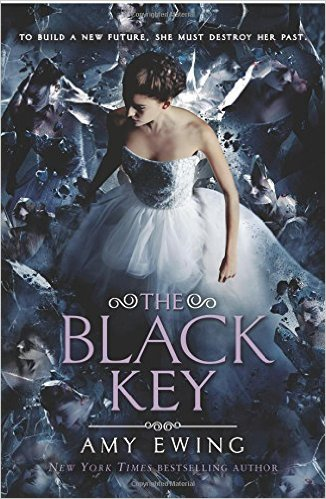 TO BUILD A NEW FUTURE, SHE MUST DESTROY HER PAST.
THE
BLACK
KEY
AMY EWING
NEW YORK TIMES BESTSELLING AUTHOR